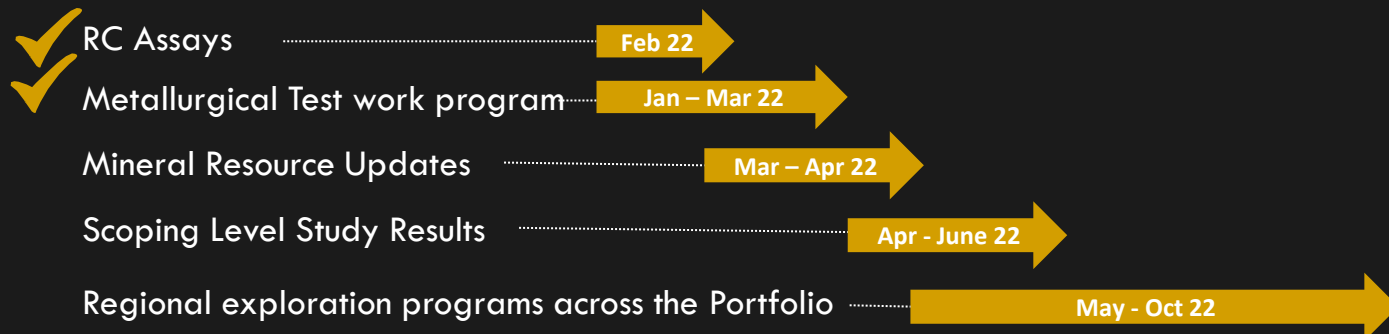 RC Assays Feb 22
Metallurgical Test work program Jan – Mar 22
Mineral Resource Updates Mar – Apr 22
Scoping Level Study Results Apr - June 22
Regional exploration programs across the Portfolio May - Oct 22